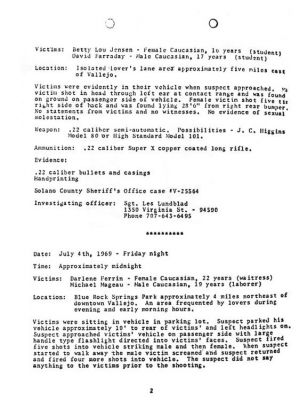 Victims: Betty Lou Jensen - Female Caucasian, 16 years (student)
David Farraday - Male Caucasian, 17 years (student)
Location: Isolated lover's lane area approximately five miles east
of Vallejo.
Victims were evidently in their vehicle when suspect approached. Male
victim shot in head through left ear at contact range and was found
on ground on passenger side of vehicle. Female victim shot five times
right side of back and was found lying 28'6" from right rear bumper.
No statements from victims and no witnesses. No evidence of sexual
molestation.
Weapon: .22 caliber semi-automatic. Possibilities - J. C. Higgins
Model 80 or High Standard Model 101.
Ammunition: .22 caliber Super X copper coated long rifle.
Evidence:
.22 caliber bullets and casings
Handprinting
Solano County Sheriff's Office case #V-25564
Investigating officer: Sgt. Les Lundblad
1350 Virginia St. - 94590
Phone 707-643-6495
**********
Date: July 4th, 1969 - Friday night
Time: Approximately midnight
Victims: Darlene Ferrin - Female Caucasian, 22 years (waitress)
Michael Mageau - Male Caucasian, 19 years (laborer)
Location: Blue Rock Springs Park approximately 4 miles northeast of
downtown Vallejo. An area frequented by lovers during
evening and early morning hours.
Victims were sitting in vehicle in parking lot. Suspect parked his
vehicle approximately 10' to rear of victims' and left headlights on.
Suspect approached victims' vehicle on passenger side with large
handle type flashlight directed into victims' faces. Suspect fired
five shots into vehicle striking male and then female. When suspect
started to walk away the male victim screamed and suspect returned
and fired four more shots into vehicle. The suspect did not say
anything to the victims prior to the shooting.
2